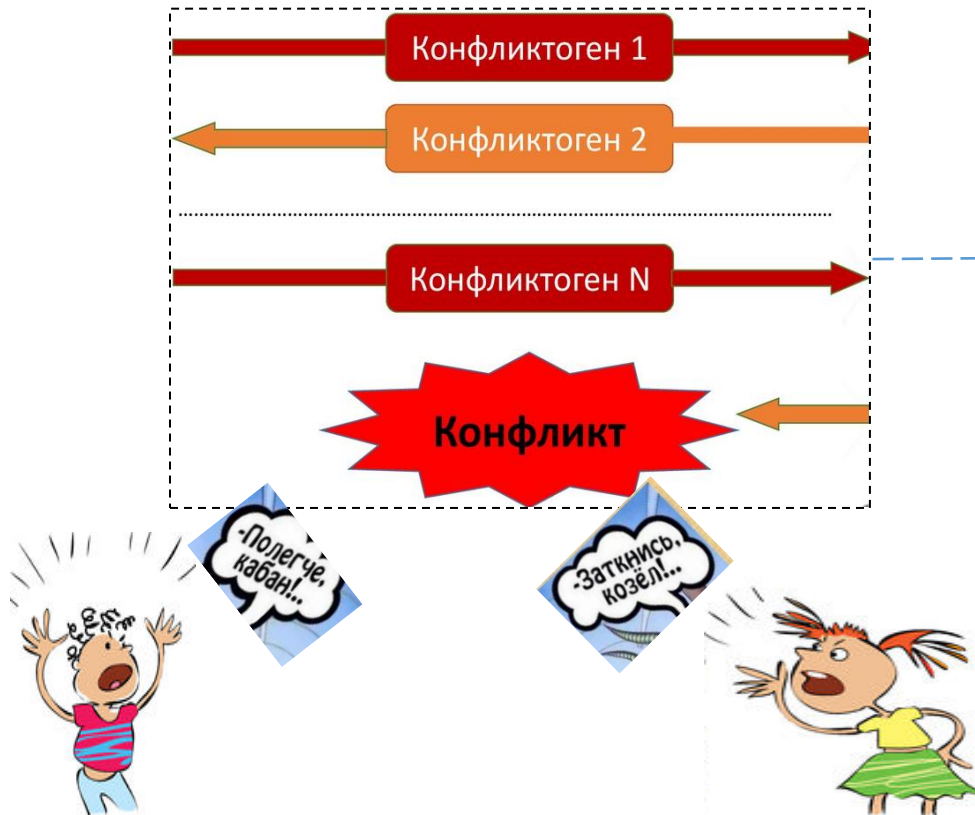 Конфликтоген 1
Конфликтоген 2
Конфликтоген N
Конфликт
-Полегче,
кабан!...
-Заткнись,
козёл!...